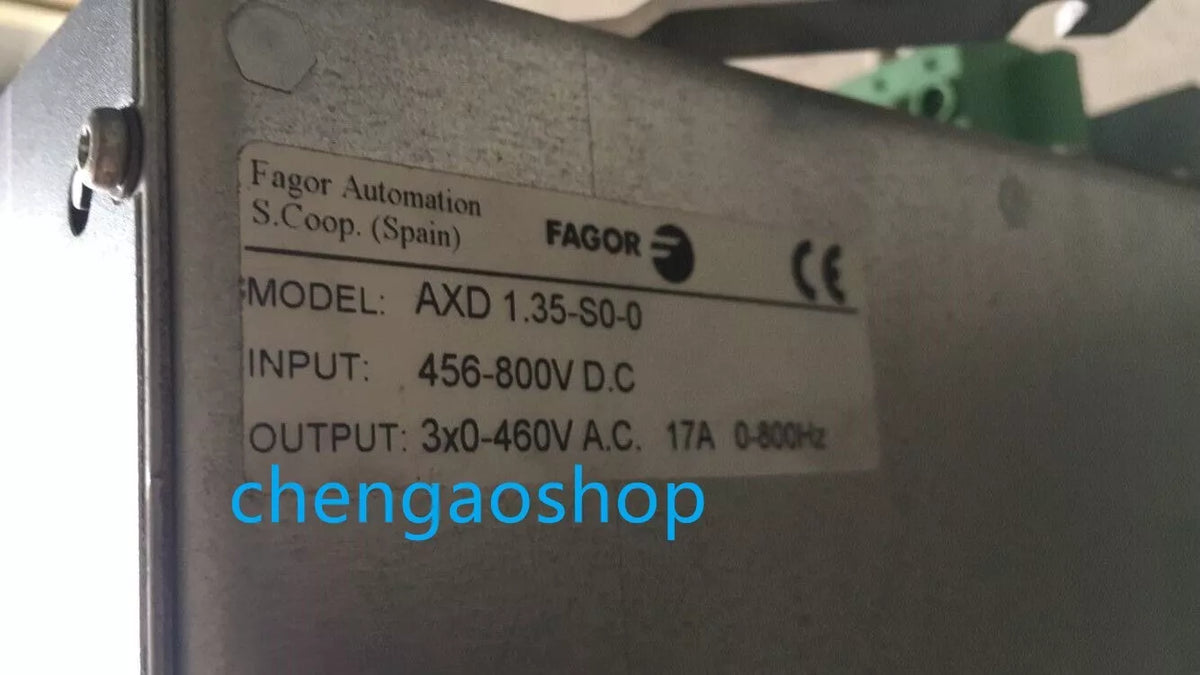 Fagor Automation
S.Coop. (Spain)
FAGOR
CE
MODEL: AXD 1.35-S0-0
INPUT: 456-800V D.C
OUTPUT: 3x0-460V A.C. 17A 0-800Hz
chengaoshop